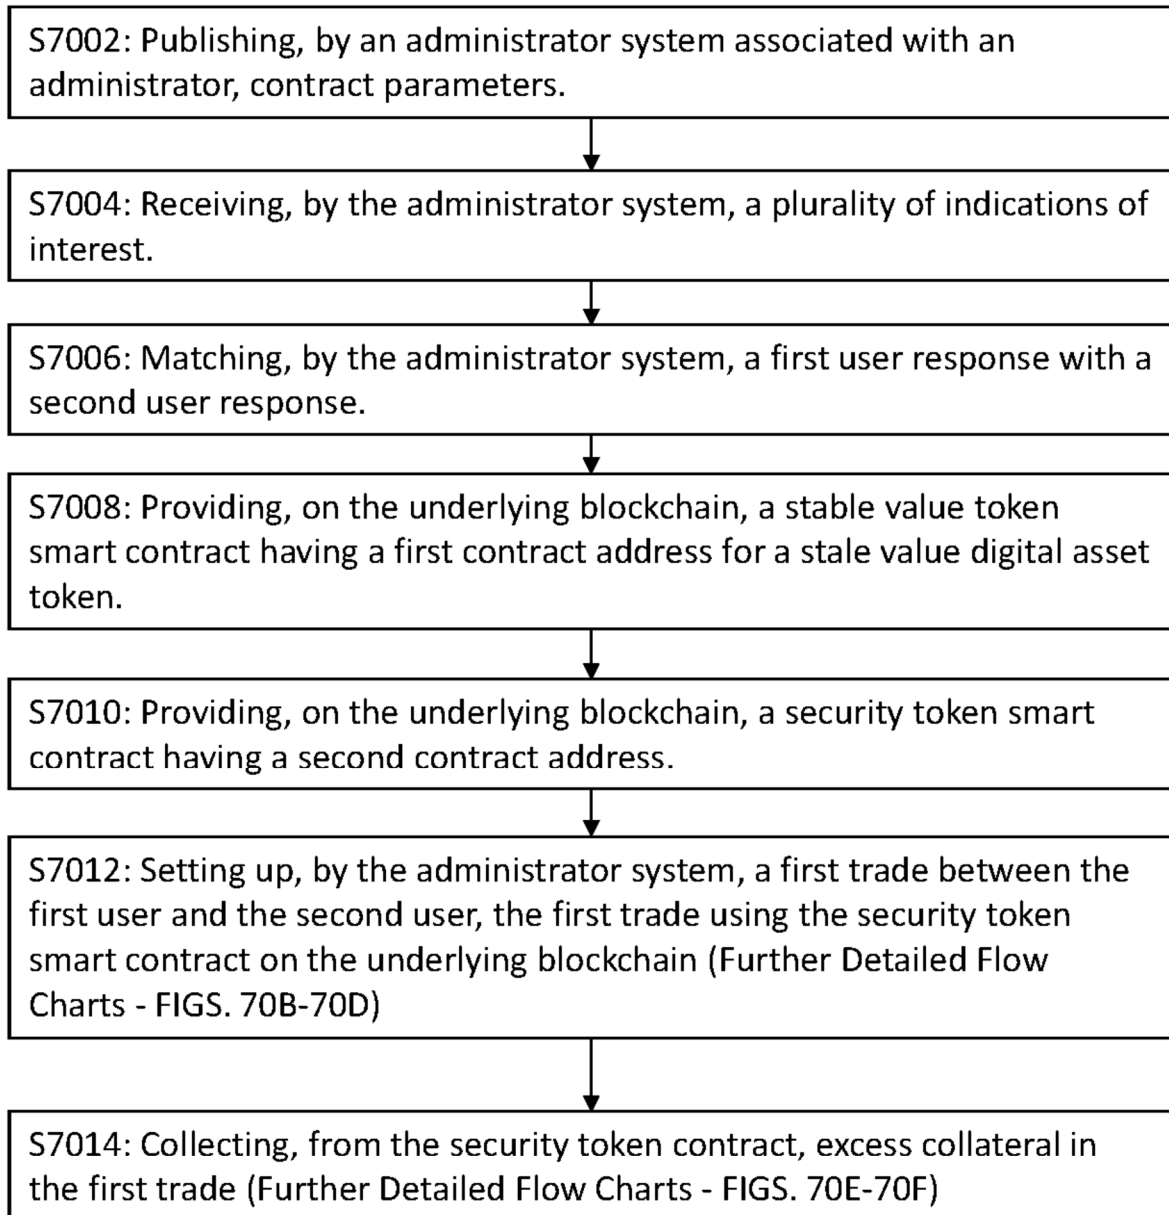 S7002: Publishing, by an administrator system associated with an
administrator, contract parameters.
S7004: Receiving, by the administrator system, a plurality of indications of
interest.
S7006: Matching, by the administrator system, a first user response with a
second user response.
S7008: Providing, on the underlying blockchain, a stable value token
smart contract having a first contract address for a stale value digital asset
token.
S7010: Providing, on the underlying blockchain, a security token smart
contract having a second contract address.
S7012: Setting up, by the administrator system, a first trade between the
first user and the second user, the first trade using the security token
smart contract on the underlying blockchain (Further Detailed Flow
Charts - FIGS. 70B-70D)
S7014: Collecting, from the security token contract, excess collateral in
the first trade (Further Detailed Flow Charts - FIGS. 70E-70F)